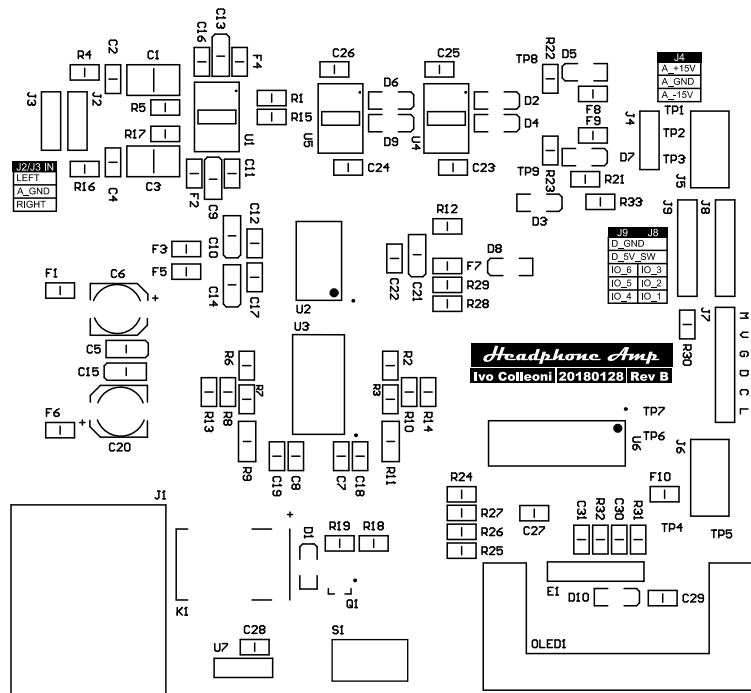 C13
C16
F4
R4
C2
C1
R5
R17
R16
C4
C3
J3
J2
J2/J3 IN
LEFT
A_GND
RIGHT
U1
R1
R15
F2
C9
C11
C26
D6
U5
D9
C24
C25
D2
U4
D4
C23
R22
TP8
D5
F8
F9
D7
TP9
R23
R21
D3
R33
J4
A_+15V
A_GND
A_-15V
J4
TP1
TP2
TP3
J5
J9
J8
J9 J8
D_GND
D_5V_SW
IO_6 IO_3
IO_5 IO_2
IO_4 IO_1
F3
F5
C10
C12
C14
C17
U2
R12
C22
C21
F7
R29
R28
D8
F1
C6
+
C5
C15
F6
+
C20
U3
R6
R7
R13
R8
R9
C19
C8
C7
C18
R2
R3
R10
R14
R11
Headphone Amp
Ivo Colleoni 20180128 Rev B
R30
J7
M
V
G
D
C
L
TP7
TP6
U6
J6
R24
R27
R26
R25
C27
C31
R32
C30
R31
F10
TP4
TP5
J1
K1
+
D1
R19
R18
Q1
U7
C28
S1
E1
D10
C29
OLED1